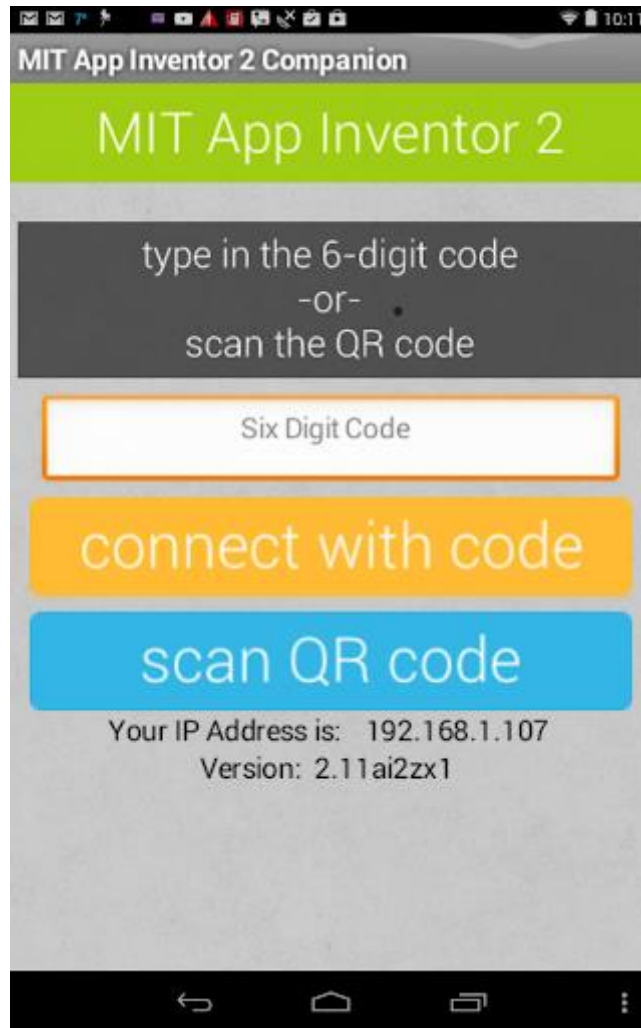 7° 10:11
MIT App Inventor 2 Companion
MIT App Inventor 2
type in the 6-digit code
-or-
scan the QR code
Six Digit Code
connect with code
scan QR code
Your IP Address is: 192.168.1.107
Version: 2.11ai2zx1